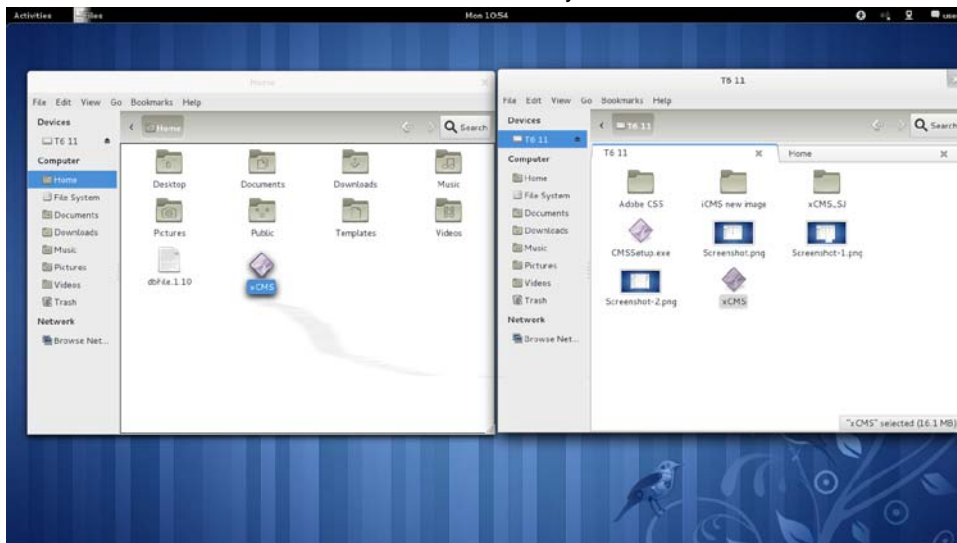 Activities Files Mon 10:54 use
Home
File Edit View Go Bookmarks Help
Devices
T6 11
Computer
Home
File System
Documents
Downloads
Music
Pictures
Videos
Trash
Network
Browse Net...
Home
Search
Desktop Documents Downloads Music
Pictures Public Templates Videos
dbFile.1.10 xCMS
T6 11
File Edit View Go Bookmarks Help
Devices
T6 11
Computer
Home
File System
Documents
Downloads
Music
Pictures
Videos
Trash
Network
Browse Net...
T6 11
Search
T6 11 Home
Adobe CS5 iCMS new image xCMS_SJ
CMSSetup.exe Screenshot.png Screenshot-1.png
Screenshot-2.png xCMS
"xCMS" selected (16.1 MB)